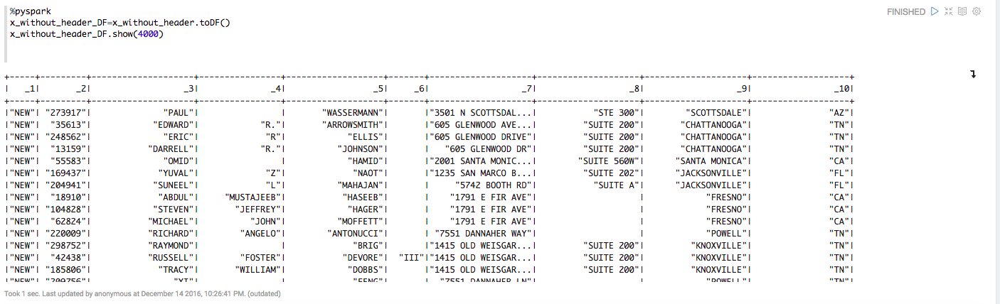 %pyspark
FINISHED
x_without_header_DF=x_without_header.toDF()
x_without_header_DF.show(4000)
+-----+---------+--------------------+----------------+-------------------+-------+--------------------+--------------------+--------------------+-------------------+
| _1| _2| _3| _4| _5| _6| _7| _8| _9| _10|
+-----+---------+--------------------+----------------+-------------------+-------+--------------------+--------------------+--------------------+-------------------+
|"NEW"| "273917"| "PAUL"| | "WASSERMANN"| |"3501 N SCOTTSDAL...| "STE 300"| "SCOTTSDALE"| "AZ"|
|"NEW"| "35613"| "EDWARD"| "R."| "ARROWSMITH"| |"605 GLENWOOD AVE...| "SUITE 200"| "CHATTANOOGA"| "TN"|
|"NEW"| "248562"| "ERIC"| "R"| "ELLIS"| |"605 GLENWOOD DRIVE"| "SUITE 200"| "CHATTANOOGA"| "TN"|
|"NEW"| "13159"| "DARRELL"| "R."| "JOHNSON"| | "605 GLENWOOD DR"| "SUITE 200"| "CHATTANOOGA"| "TN"|
|"NEW"| "55583"| "OMID"| | "HAMID"| |"2001 SANTA MONIC...| "SUITE 560W"| "SANTA MONICA"| "CA"|
|"NEW"| "169437"| "YUVAL"| "Z"| "NAOT"| |"1235 SAN MARCO B...| "SUITE 202"| "JACKSONVILLE"| "FL"|
|"NEW"| "204941"| "SUNEEL"| "L"| "MAHAJAN"| | "5742 BOOTH RD"| "SUITE A"| "JACKSONVILLE"| "FL"|
|"NEW"| "18910"| "ABDUL"| "MUSTAJEEB"| "HASEEB"| | "1791 E FIR AVE"| | "FRESNO"| "CA"|
|"NEW"| "104828"| "STEVEN"| "JEFFREY"| "HAGER"| | "1791 E FIR AVE"| | "FRESNO"| "CA"|
|"NEW"| "62824"| "MICHAEL"| "JOHN"| "MOFFETT"| | "1791 E FIR AVE"| | "FRESNO"| "CA"|
|"NEW"| "220009"| "RICHARD"| "ANGELO"| "ANTONUCCI"| | "7551 DANNAHER WAY"| | "POWELL"| "TN"|
|"NEW"| "298752"| "RAYMOND"| | "BRIG"| |"1415 OLD WEISGAR...| "SUITE 200"| "KNOXVILLE"| "TN"|
|"NEW"| "42438"| "RUSSELL"| "FOSTER"| "DEVORE"| "III"|"1415 OLD WEISGAR...| "SUITE 200"| "KNOXVILLE"| "TN"|
|"NEW"| "185806"| "TRACY"| "WILLIAM"| "DOBBS"| |"1415 OLD WEISGAR...| "SUITE 200"| "KNOXVILLE"| "TN"|
|"NEW"| "209756"| "YI"| | "FENG"| | "7551 DANNAHER LN"| | "POWELL"| "TN"|
Took 1 sec. Last updated by anonymous at December 14 2016, 10:26:41 PM. (outdated)